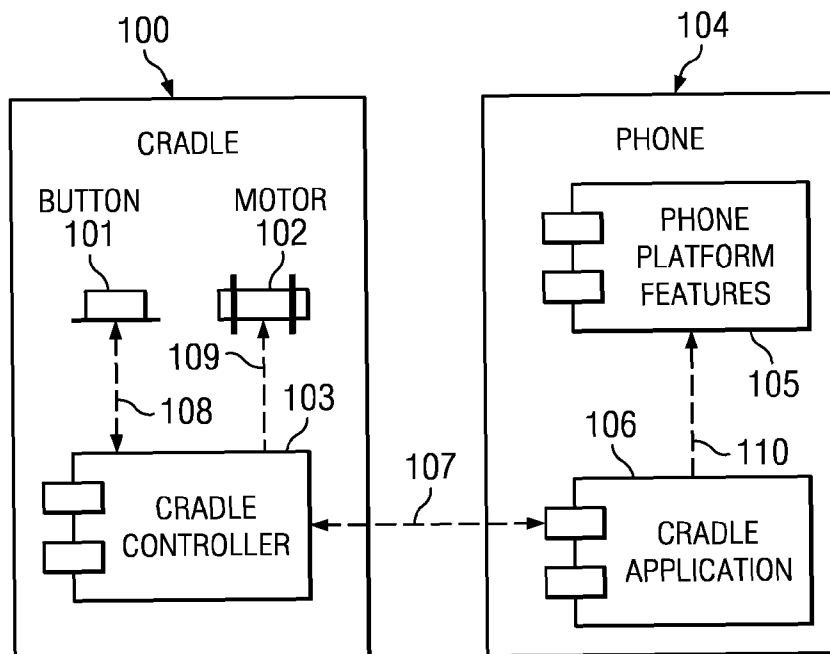 100
104
CRADLE
PHONE
BUTTON
101
MOTOR
102
PHONE
PLATFORM
FEATURES
109
108
103
105
106
110
107
CRADLE
CONTROLLER
CRADLE
APPLICATION